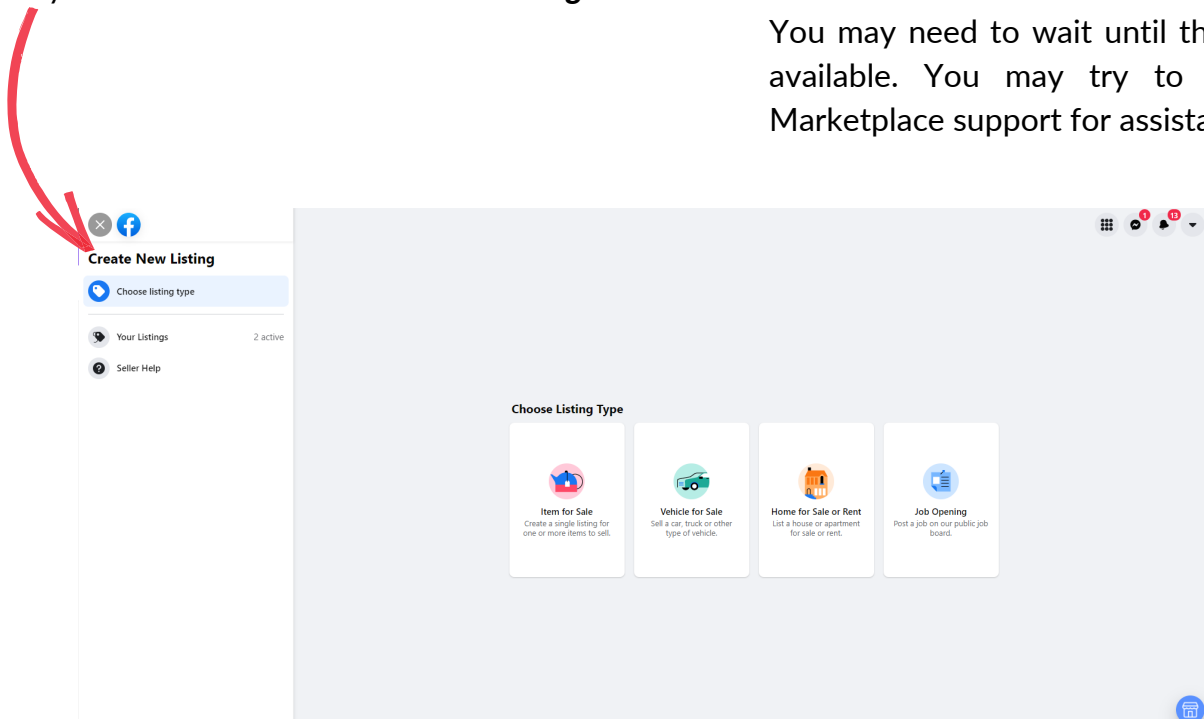 You may need to wait until
available. You may try to
Marketplace support for
Create New Listing
Choose listing type
Your Listings 2 active
Seller Help
1
13
Choose Listing Type
Item for Sale
Create a single listing for
one or more items to sell.
Vehicle for Sale
Sell a car, truck or other
type of vehicle.
Home for Sale or Rent
List a house or apartment
for sale or rent.
Job Opening
Post a job on our public job
board.